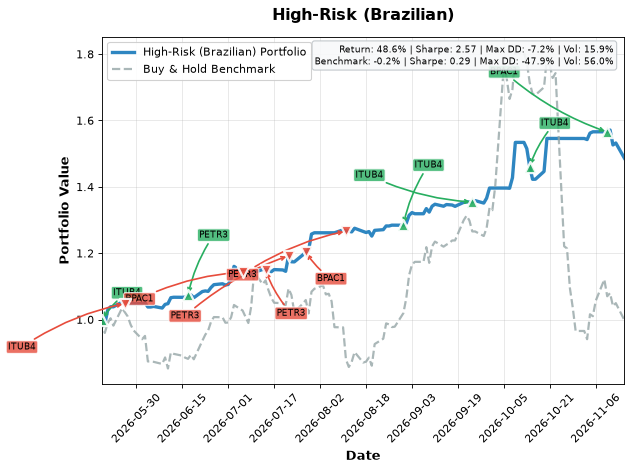 High-Risk (Brazilian)
High-Risk (Brazilian) Portfolio
Buy & Hold Benchmark
Return: 48.6% | Sharpe: 2.57 | Max DD: -7.2% | Vol: 15.9%
Benchmark: -0.2% | Sharpe: 0.29 | Max DD: -47.9% | Vol: 56.0%
BPAC1
ITUB4
ITUB4
ITUB4
PETR3
PETR3
BPAC1
ITUB4
BPAC1
PETR3
PETR3
ITUB4
1.8
1.6
1.4
1.2
1.0
Portfolio Value
2026-05-30
2026-06-15
2026-07-01
2026-07-17
2026-08-02
2026-08-18
2026-09-03
2026-09-19
2026-10-05
2026-10-21
2026-11-06
Date